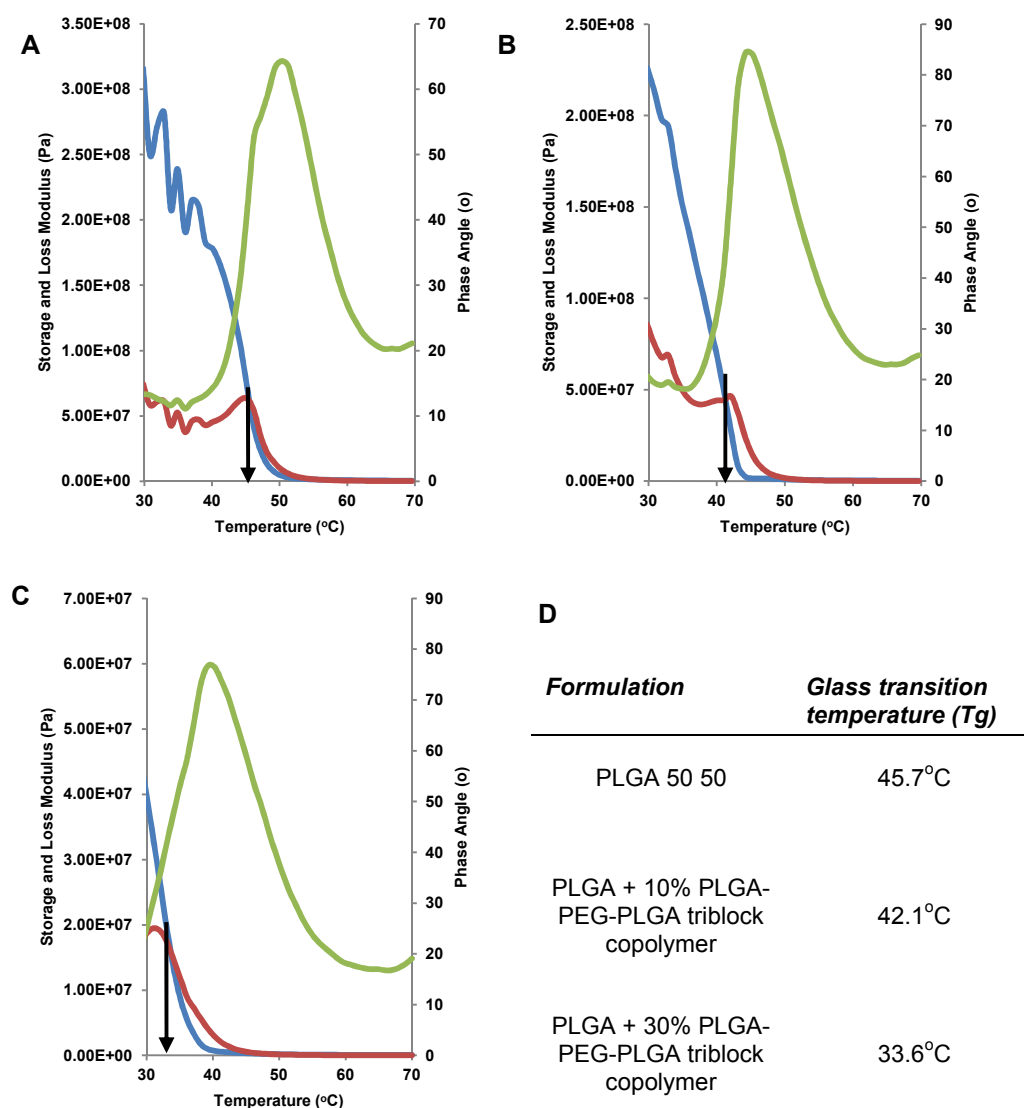 A
Storage and Loss Modulus (Pa)
3.50E+08
3.00E+08
2.50E+08
2.00E+08
1.50E+08
1.00E+08
5.00E+07
0.00E+00
30 40 50 60 70
Temperature (oC)
70
60
50
40
30
20
10
0
Phase Angle (o)
B
Storage and Loss Modulus (Pa)
2.50E+08
2.00E+08
1.50E+08
1.00E+08
5.00E+07
0.00E+00
30 40 50 60 70
Temperature (oC)
90
80
70
60
50
40
30
20
10
0
Phase Angle (o)
C
Storage and Loss Modulus (Pa)
7.00E+07
6.00E+07
5.00E+07
4.00E+07
3.00E+07
2.00E+07
1.00E+07
0.00E+00
30 40 50 60 70
Temperature (oC)
90
80
70
60
50
40
30
20
10
0
Phase Angle (o)
D
Formulation Glass transition
temperature (Tg)
PLGA 50 50 45.7oC
PLGA + 10% PLGA-
PEG-PLGA triblock 42.1oC
copolymer
PLGA + 30% PLGA-
PEG-PLGA triblock 33.6oC
copolymer